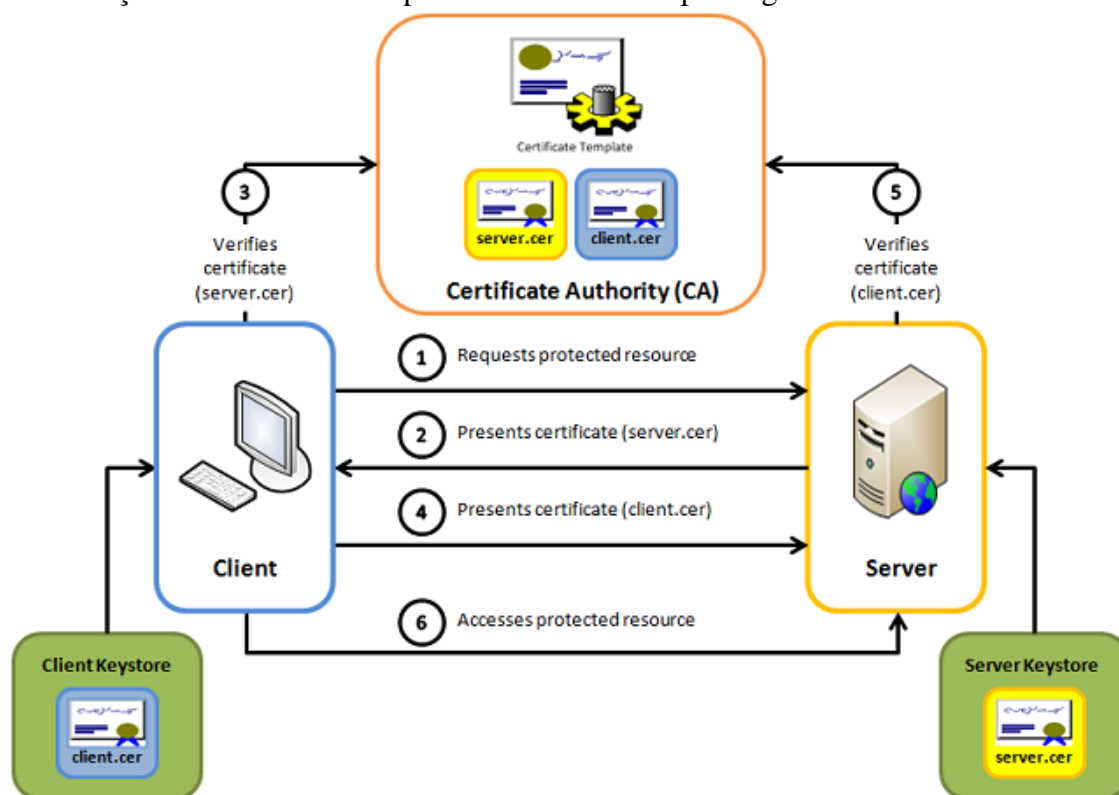 Certificate Template
server.cer
client.cer
Certificate Authority (CA)
3
Verifies
certificate
(server.cer)
5
Verifies
certificate
(client.cer)
1 Requests protected resource
2 Presents certificate (server.cer)
4 Presents certificate (client.cer)
Client
Server
6 Accesses protected resource
Client Keystore
client.cer
Server Keystore
server.cer